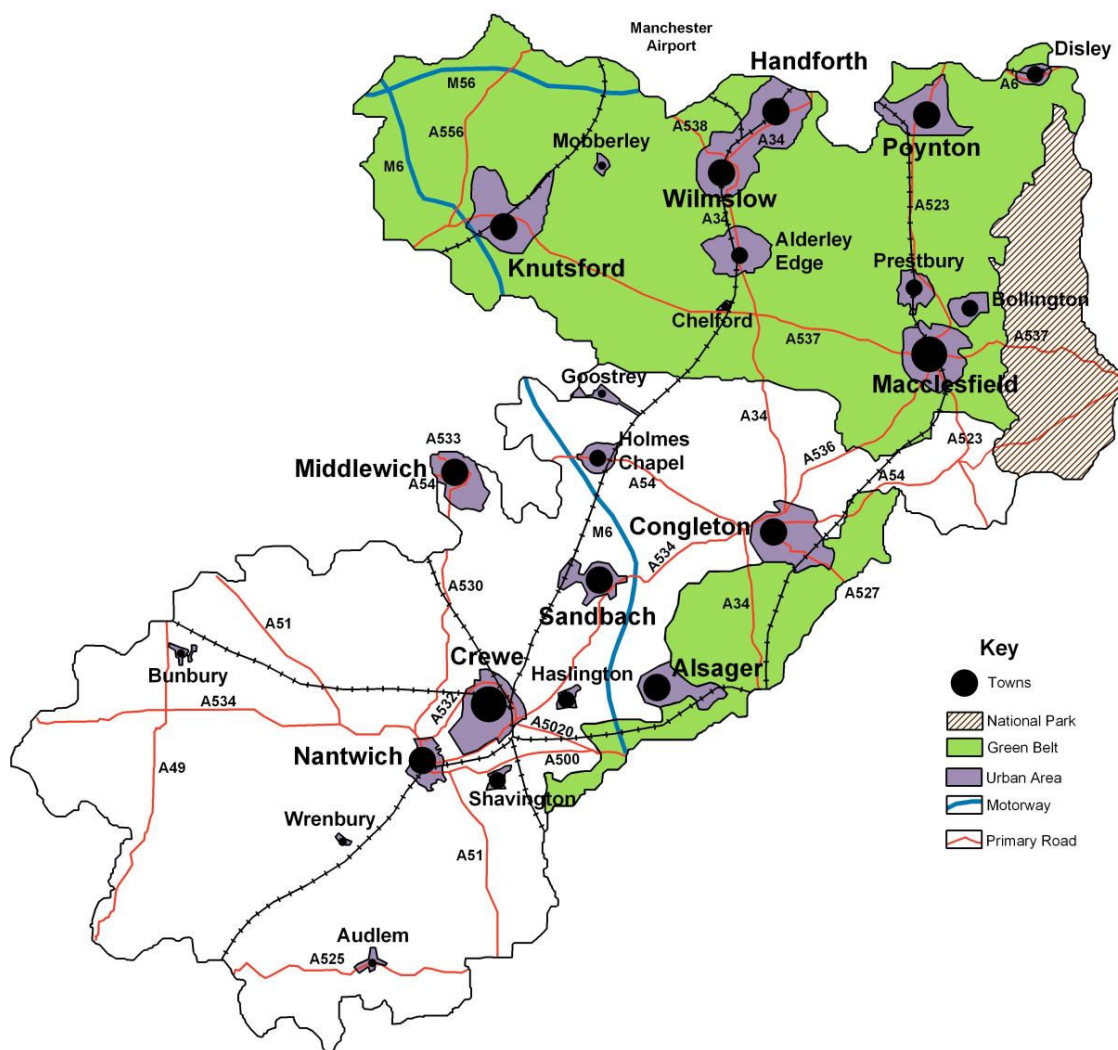 Manchester
Airport
Disley
Handforth
M56
A6
A556
A538
Mobberley
A34
Poynton
M6
Wilmslow
A34
A523
Alderley
Edge
Knutsford
Prestbury
Bollington
Chelford
A537
A537
Macclesfield
Goostrey
A34
A533
Holmes
Chapel
A536
A523
Middlewich
A54
A54
A54
Congleton
M6
A534
A530
A34
A527
Sandbach
A51
Key
Crewe
Haslington
Alsager
Towns
Bunbury
A534
A532
A5020
National Park
Nantwich
A500
Green Belt
A49
Urban Area
Shavington
Motorway
Wrenbury
Primary Road
A51
Audlem
A525